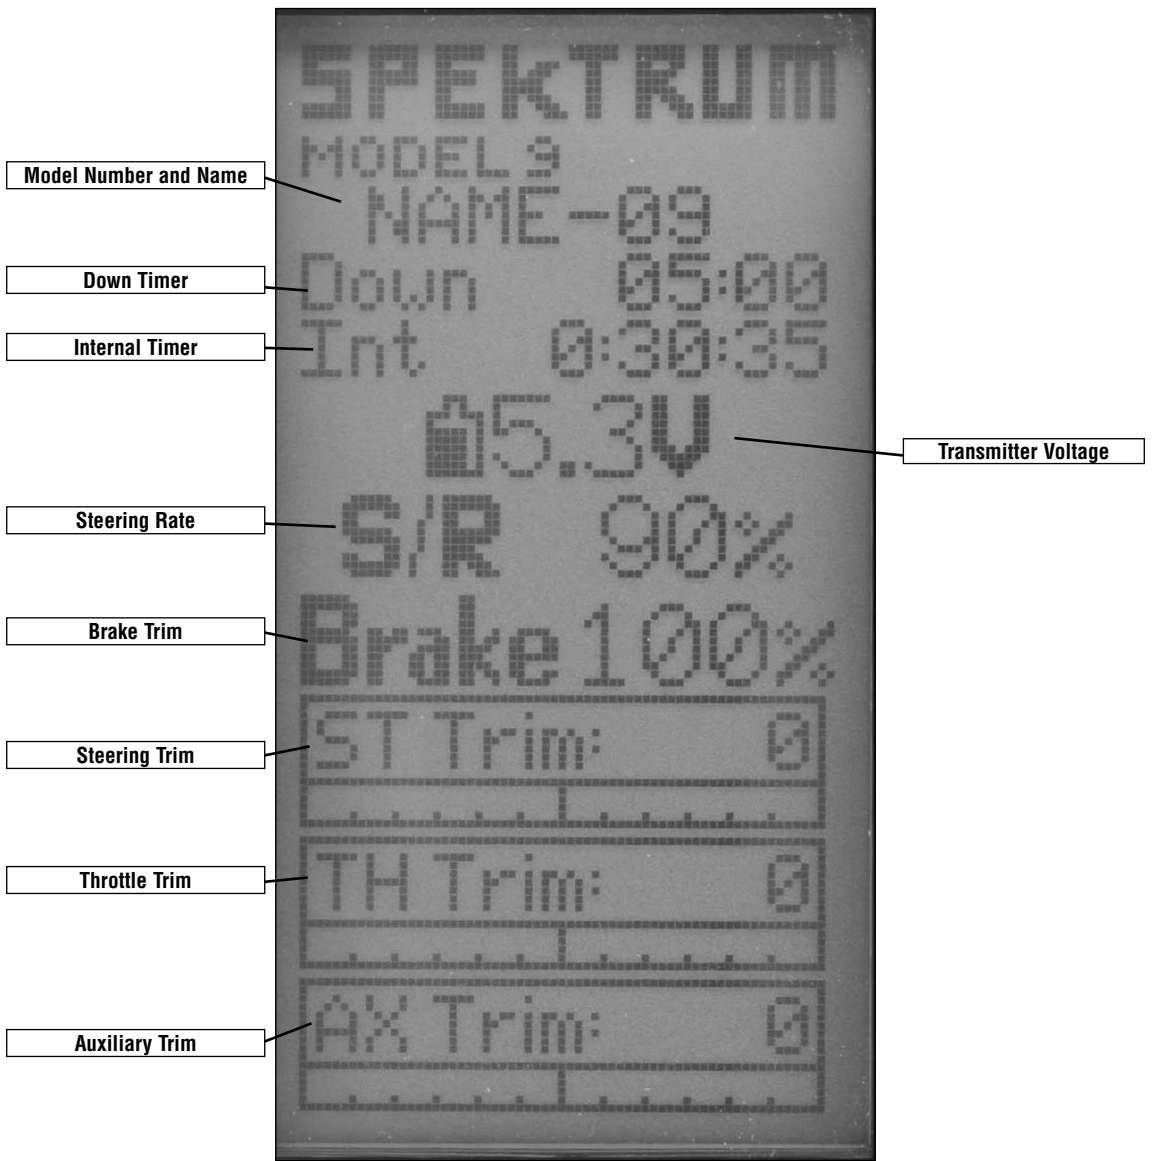 SPEKTRUM
MODEL9
Model Number and Name
NAME-09
Down Timer
Down 05:00
Internal Timer
Int 0:30:35
5.3V
Transmitter Voltage
Steering Rate
S/R 90%
Brake Trim
Brake 100%
Steering Trim
ST Trim: 0
Throttle Trim
TH Trim: 0
Auxiliary Trim
AX Trim: 0